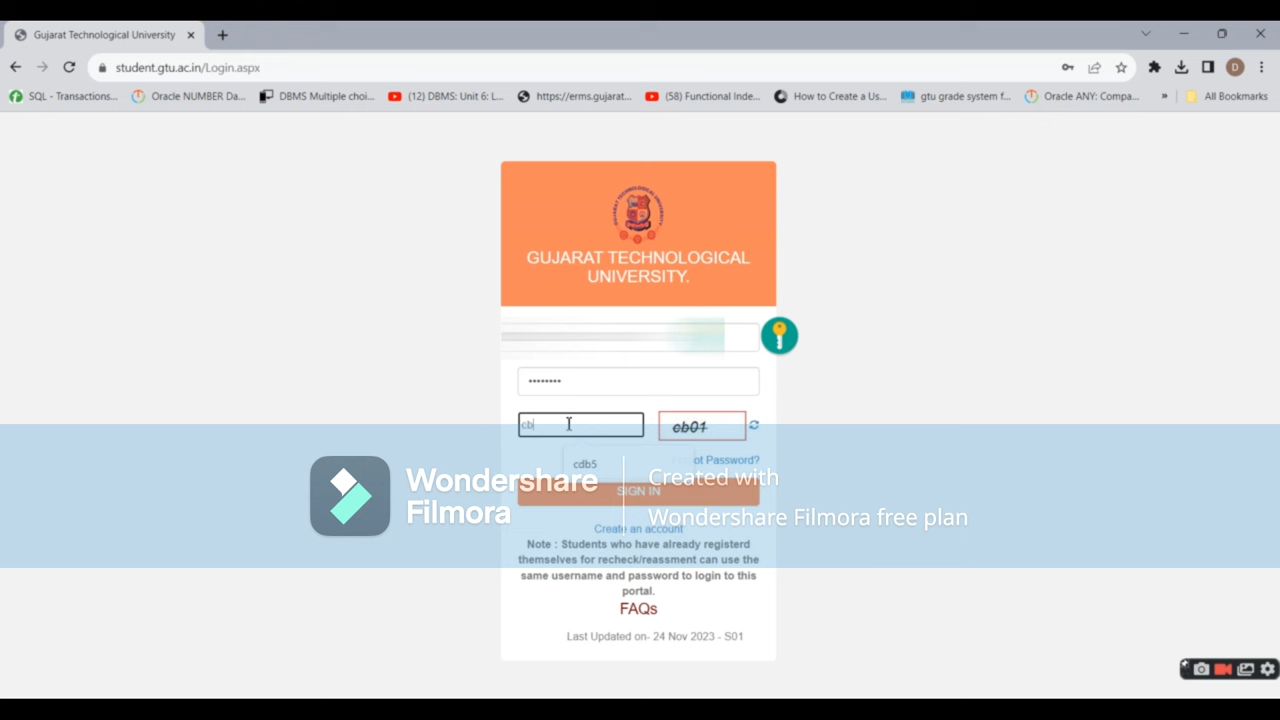 Gujarat Technological University
student.gtu.ac.in/Login.aspx
D
SQL - Transactions... Oracle NUMBER Da... DBMS Multiple choi... (12) DBMS: Unit 6: L... https://erms.gujarat... (58) Functional Inde... How to Create a Us... gtu grade system f... Oracle ANY: Compa... » All Bookmarks
GUJARAT TECHNOLOGICAL
UNIVERSITY.
••••••••
cb cb01
cdb5 ot Password?
SIGN IN
Wondershare
Filmora
Created with
Wondershare Filmora free plan
Create an account
Note : Students who have already registerd
themselves for recheck/reassment can use the
same username and password to login to this
portal.
FAQs
Last Updated on- 24 Nov 2023 - S01